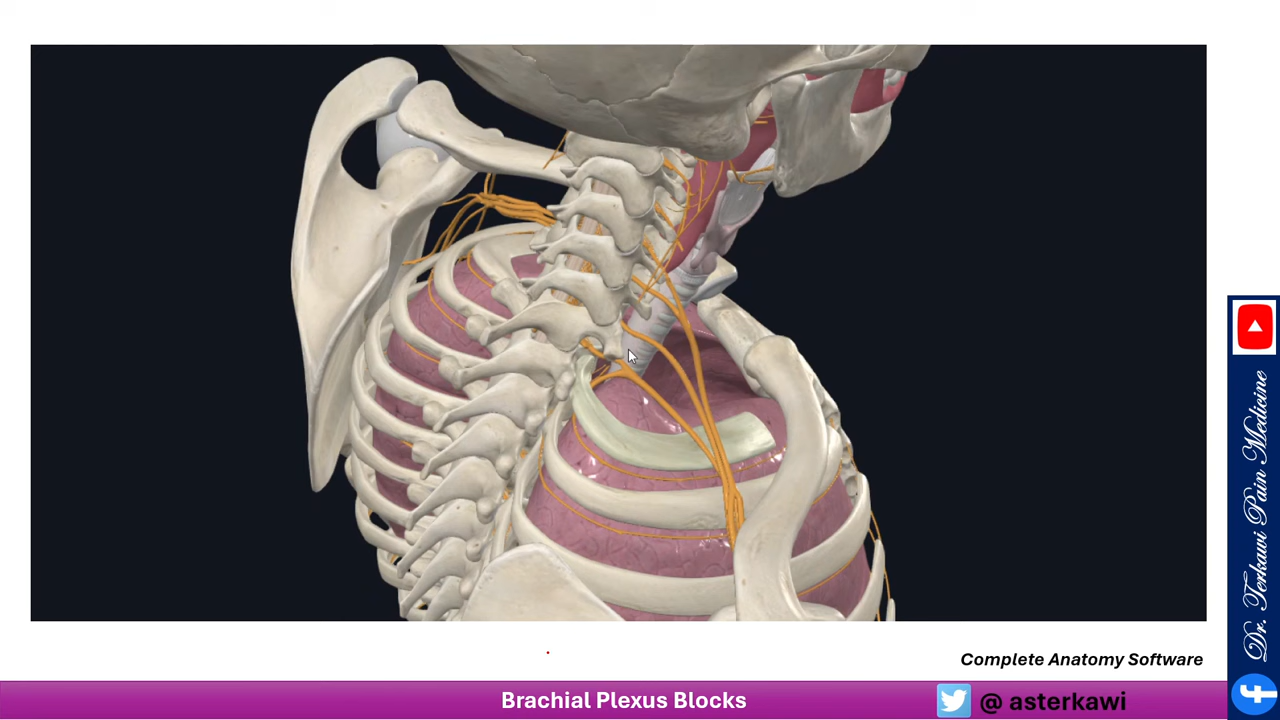 Dr. Terkawi Pain Medicine
Complete Anatomy Software
Brachial Plexus Blocks
@ asterkawi